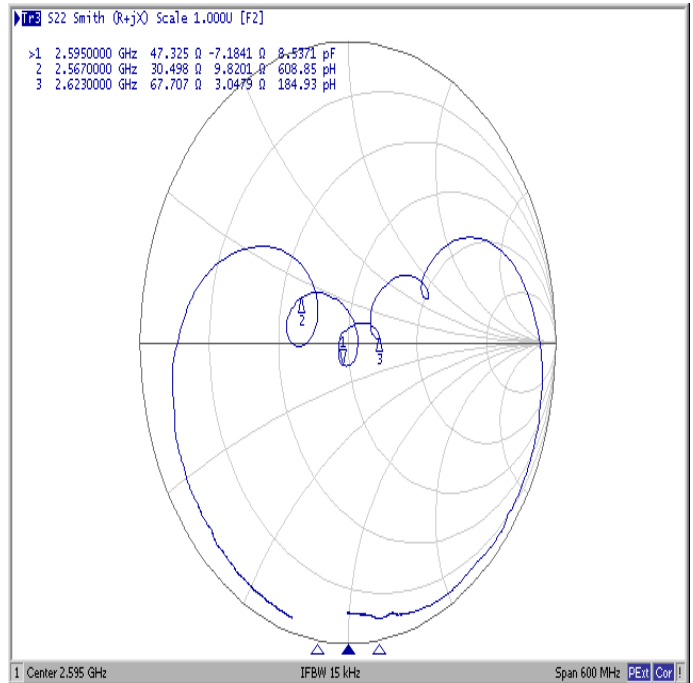 Tr3 S22 Smith (R+jX) Scale 1.000U [F2]
>1 2.5950000 GHz 47.325 Ω -7.1841 Ω 8.5371 pF
2 2.5670000 GHz 30.498 Ω 9.8201 Ω 608.85 pH
3 2.6230000 GHz 67.707 Ω 3.0479 Ω 184.93 pH
2
1
3
1 Center 2.595 GHz IFBW 15 kHz Span 600 MHz PExt Cor !